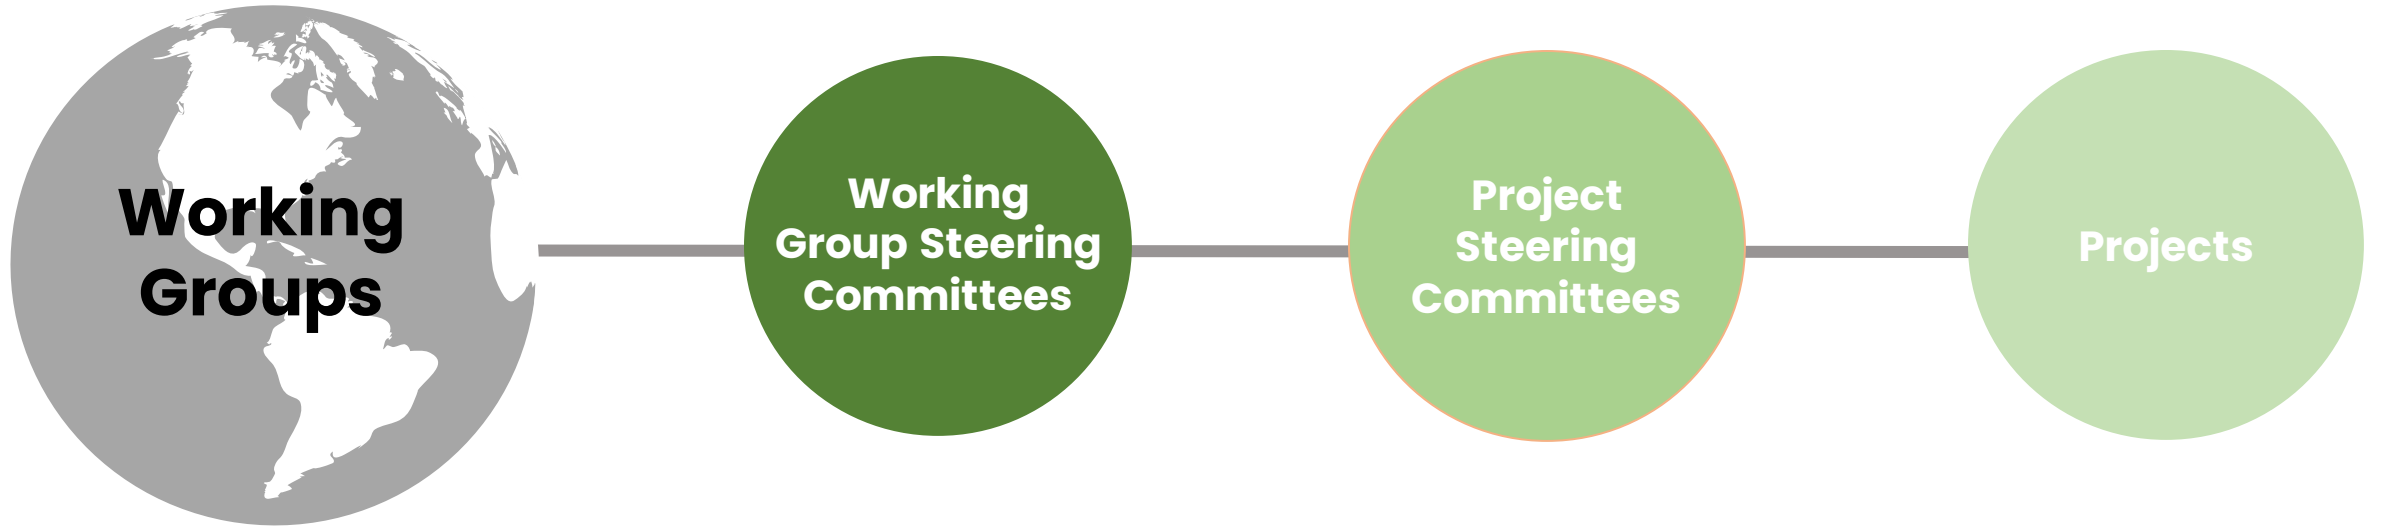 Working
Groups
Working
Group Steering
Committees
Project
Steering
Committees
Projects